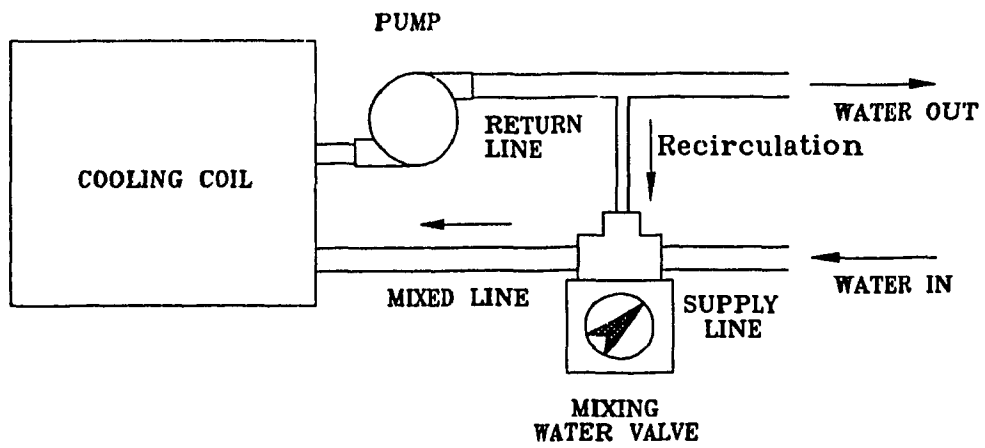 PUMP
WATER OUT
RETURN
LINE
Recirculation
COOLING COIL
WATER IN
MIXED LINE
SUPPLY
LINE
MIXING
WATER VALVE